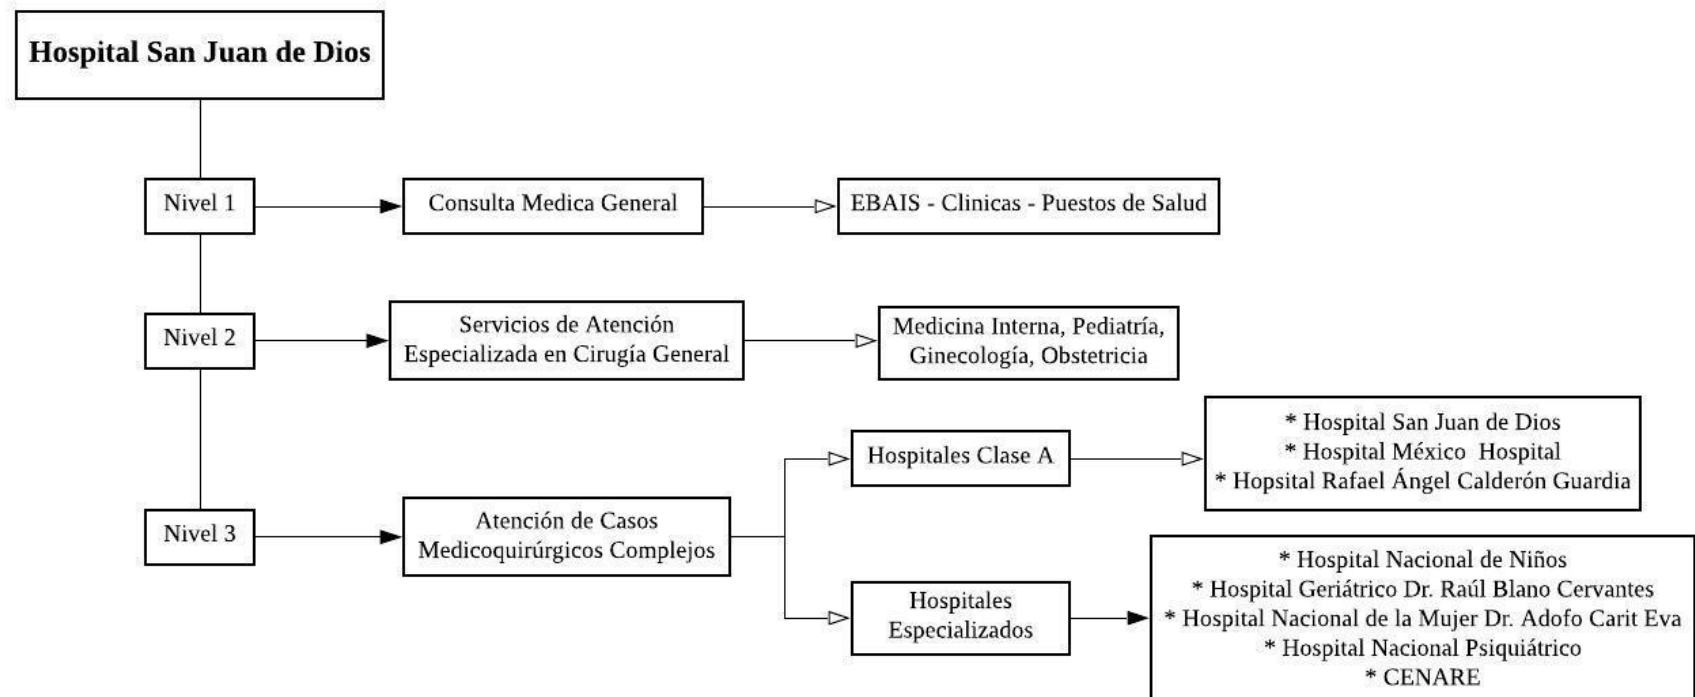 Hospital San Juan de Dios
Nivel 1
Consulta Medica General
EBAIS - Clinicas - Puestos de Salud
Nivel 2
Servicios de Atención
Especializada en Cirugía General
Medicina Interna, Pediatría,
Ginecología, Obstetricia
Nivel 3
Atención de Casos
Medicoquirúrgicos Complejos
Hospitales Clase A
* Hospital San Juan de Dios
* Hospital México  Hospital
* Hopsital Rafael Ángel Calderón Guardia
Hospitales
Especializados
* Hospital Nacional de Niños
* Hospital Geriátrico Dr. Raúl Blano Cervantes
* Hospital Nacional de la Mujer Dr. Adofo Carit Eva
* Hospital Nacional Psiquiátrico
* CENARE